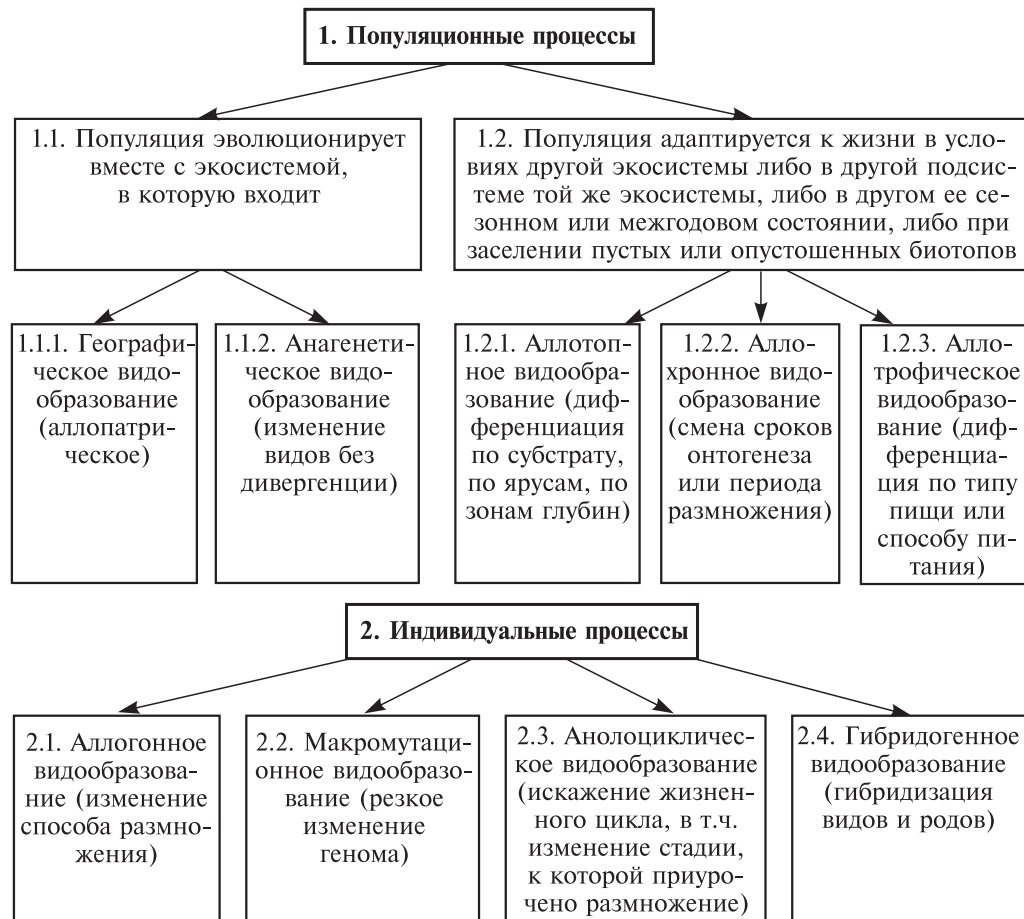 1. Популяционные процессы
1.1. Популяция эволюционирует
вместе с экосистемой,
в которую входит
1.2. Популяция адаптируется к жизни в усло-
виях другой экосистемы либо в другой подсис-
теме той же экосистемы, либо в другом ее се-
зонном или межгодовом состоянии, либо при
заселении пустых или опустошенных биотопов
1.1.1. Географи-
ческое видо-
образование
(аллопатри-
ческое)
1.1.2. Анагенети-
ческое видо-
образование
(изменение
видов без
дивергенции)
1.2.1. Аллотоп-
ное видообра-
зование (диф-
ференциация
по субстрату,
по ярусам, по
зонам глубин)
1.2.2. Алло-
хронное видо-
образование
(смена сроков
онтогенеза
или периода
размножения)
1.2.3. Алло-
трофическое
видообразо-
вание (диф-
ференциа-
ция по типу
пищи или
способу пи-
тания)
2. Индивидуальные процессы
2.1. Аллогонное
видообразова-
ние (изменение
способа размно-
жения)
2.2. Макромутаци-
онное видообразо-
вание (резкое
изменение
генома)
2.3. Анолоцикличес-
кое видообразование
(искажение жизнен-
ного цикла, в т.ч.
изменение стадии,
к которой приуро-
чено размножение)
2.4. Гибридогенное
видообразование
(гибридизация
видов и родов)